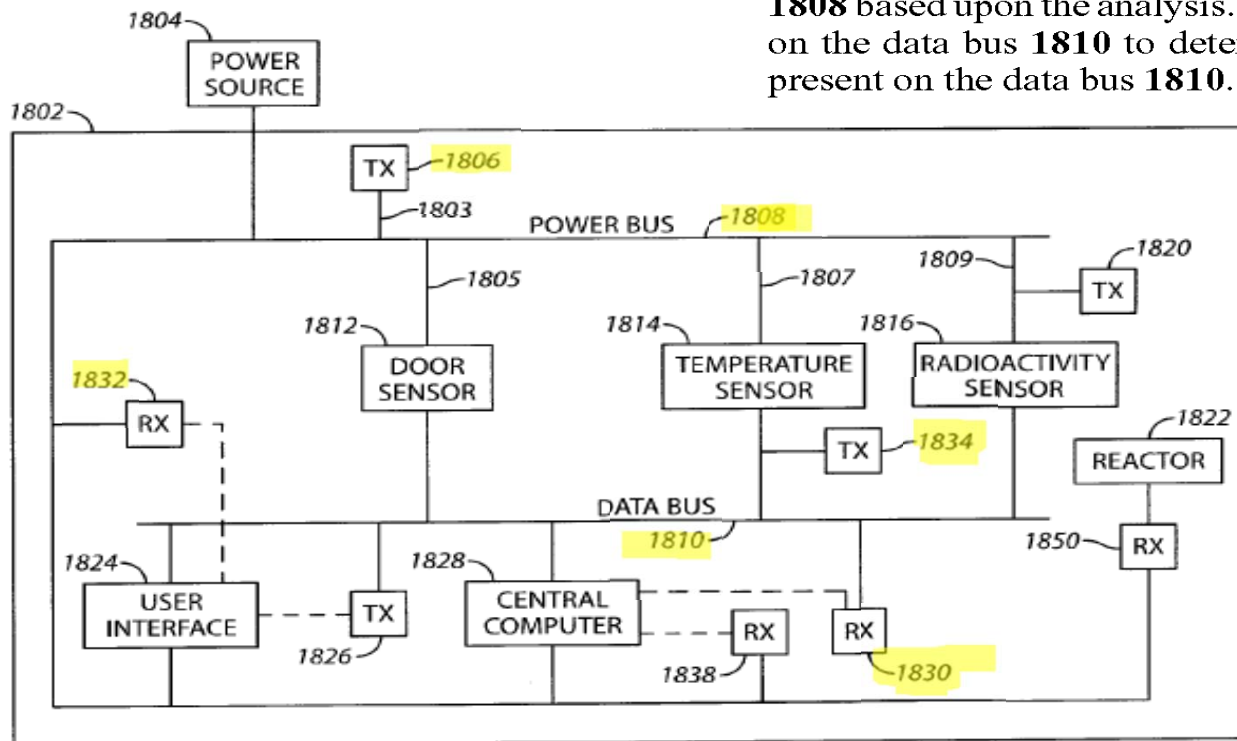 1808 based upon the analysis.
on the data bus 1810 to
present on the data bus 1810.
1804
POWER
SOURCE
1802
TX
1806
1803
POWER BUS
1808
1805
1807
1809
1820
TX
1812
DOOR
SENSOR
1814
TEMPERATURE
SENSOR
1816
RADIOACTIVITY
SENSOR
1832
RX
TX
1834
1822
REACTOR
DATA BUS
1810
1850
RX
1824
USER
INTERFACE
TX
1826
1828
CENTRAL
COMPUTER
RX
1838
RX
1830